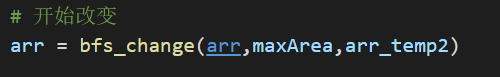 # 开始改变
arr = bfs_change(arr,maxArea,arr_temp2)